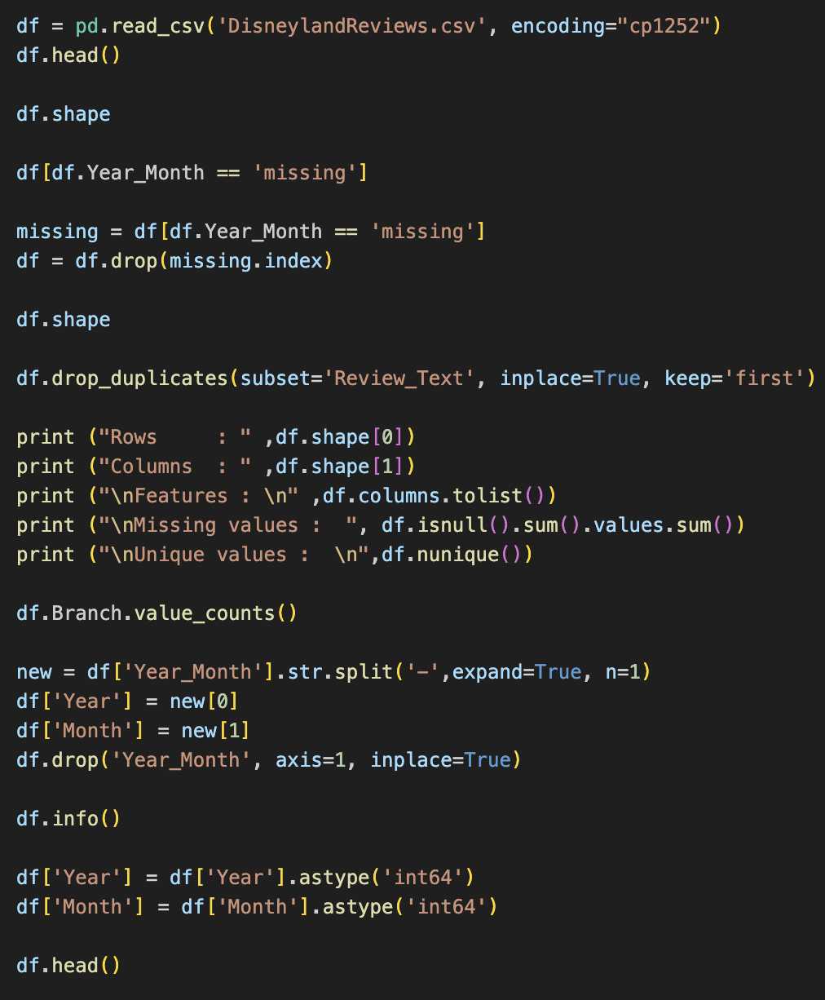 df = pd.read_csv('DisneylandReviews.csv', encoding="cp1252")
df.head()

df.shape

df[df.Year_Month == 'missing']

missing = df[df.Year_Month == 'missing']
df = df.drop(missing.index)

df.shape

df.drop_duplicates(subset='Review_Text', inplace=True, keep='first')

print ("Rows     : " ,df.shape[0])
print ("Columns  : " ,df.shape[1])
print ("\nFeatures : \n" ,df.columns.tolist())
print ("\nMissing values :  ", df.isnull().sum().values.sum())
print ("\nUnique values :  \n",df.nunique())

df.Branch.value_counts()

new = df['Year_Month'].str.split('-',expand=True, n=1)
df['Year'] = new[0]
df['Month'] = new[1]
df.drop('Year_Month', axis=1, inplace=True)

df.info()

df['Year'] = df['Year'].astype('int64')
df['Month'] = df['Month'].astype('int64')

df.head()